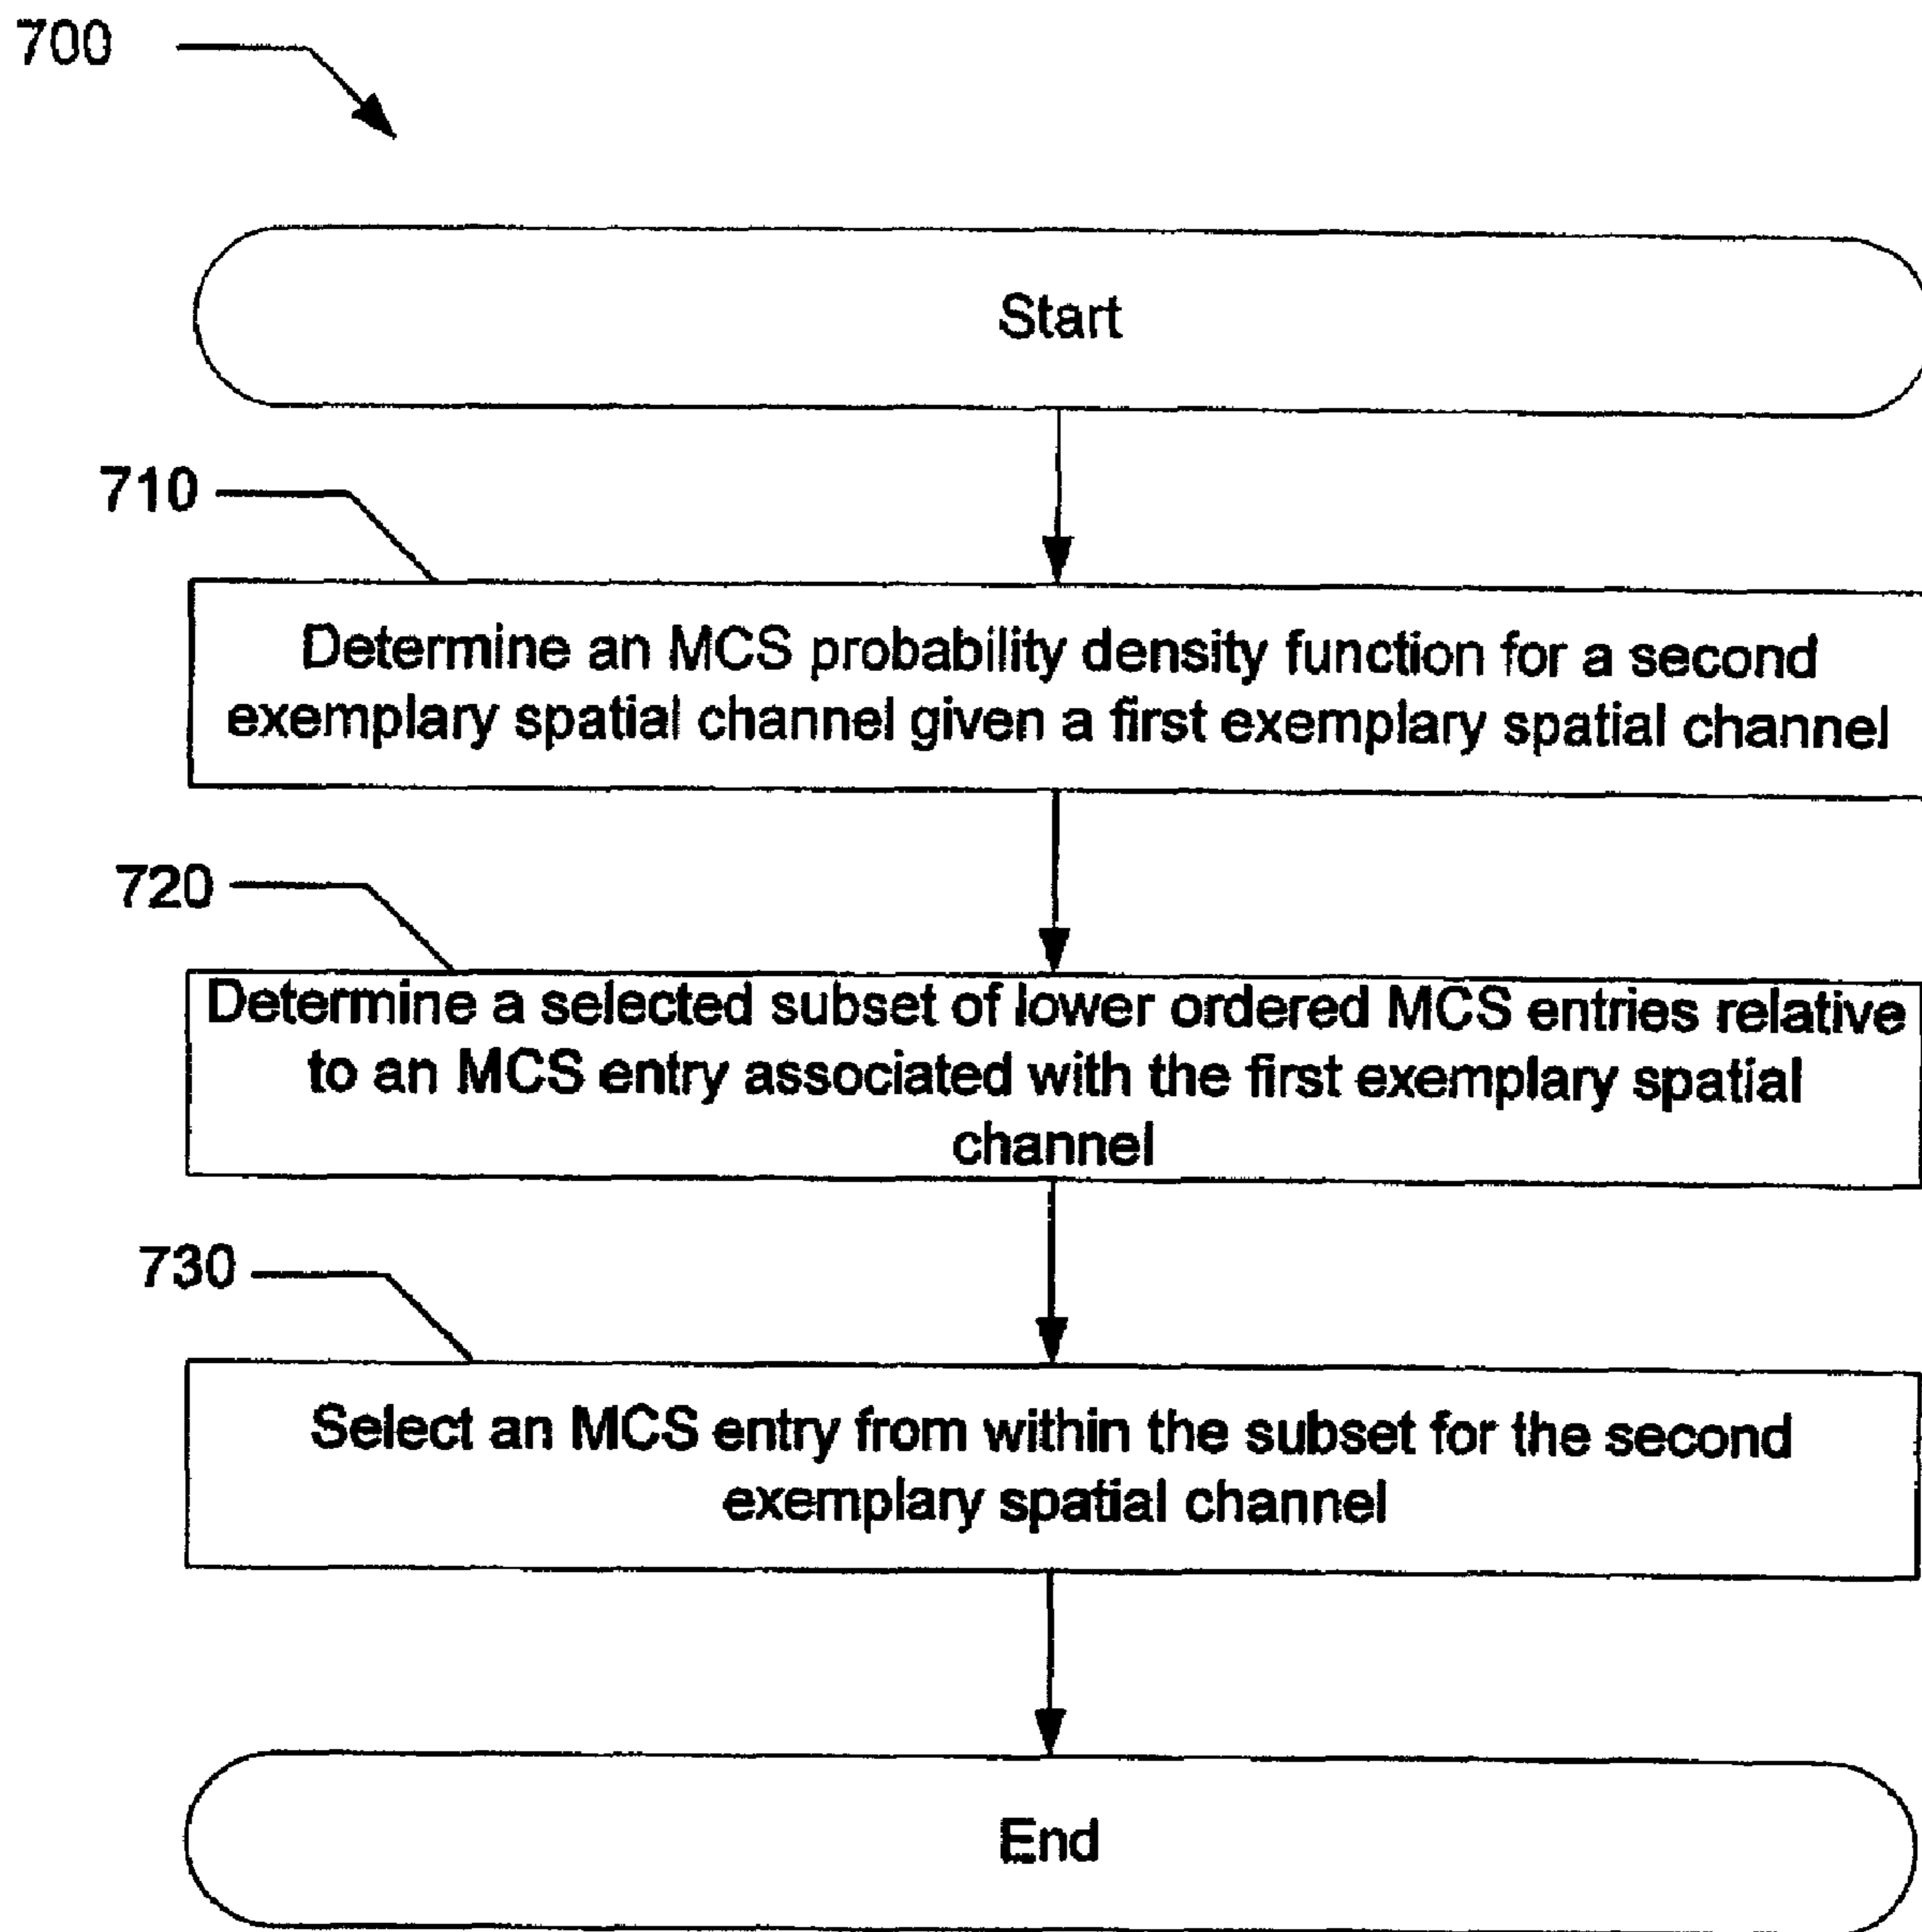 700
Start
710
Determine an MCS probability density function for a second
exemplary spatial channel given a first exemplary spatial channel
720
Determine a selected subset of lower ordered MCS entries relative
to an MCS entry associated with the first exemplary spatial
channel
730
Select an MCS entry from within the subset for the second
exemplary spatial channel
End